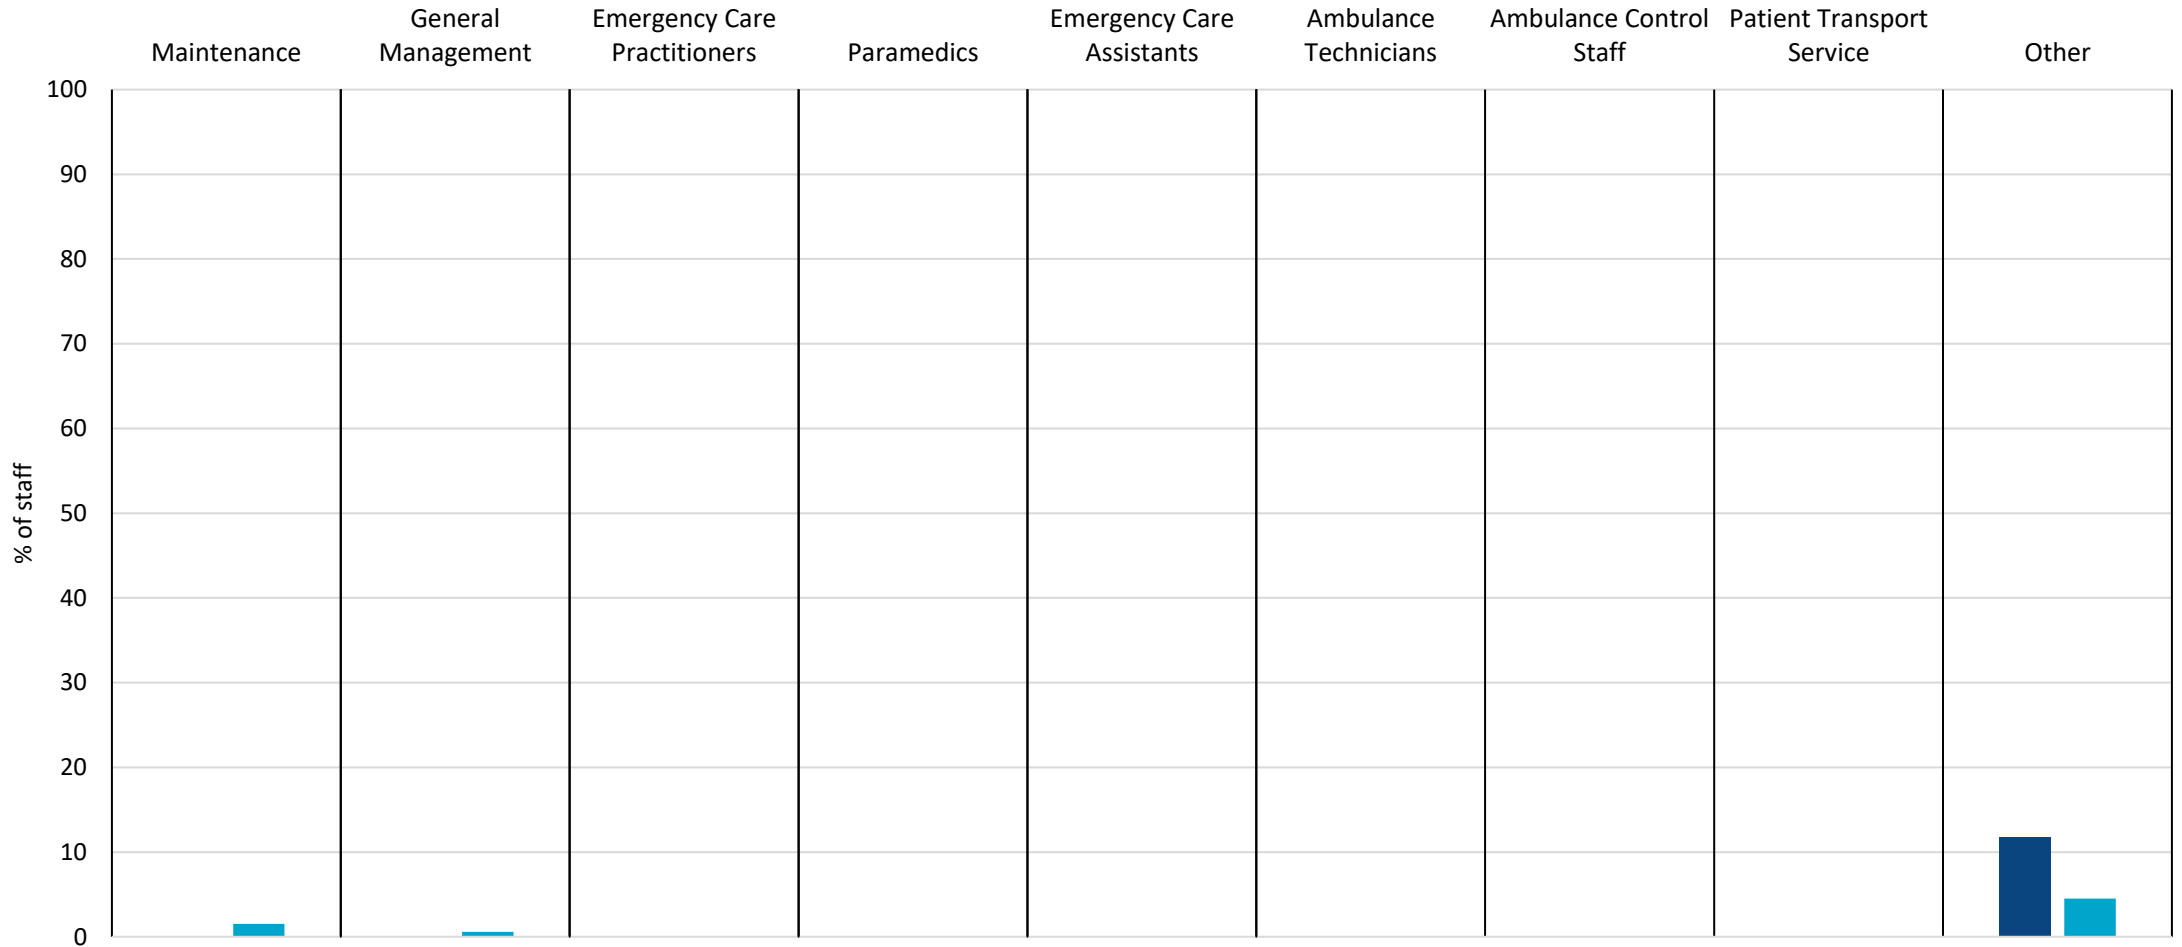 Maintenance
General
Management
Emergency Care
Practitioners
Paramedics
Emergency Care
Assistants
Ambulance
Technicians
Ambulance Control
Staff
Patient Transport
Service
Other
100
90
80
70
60
50
40
30
20
10
0
% of staff